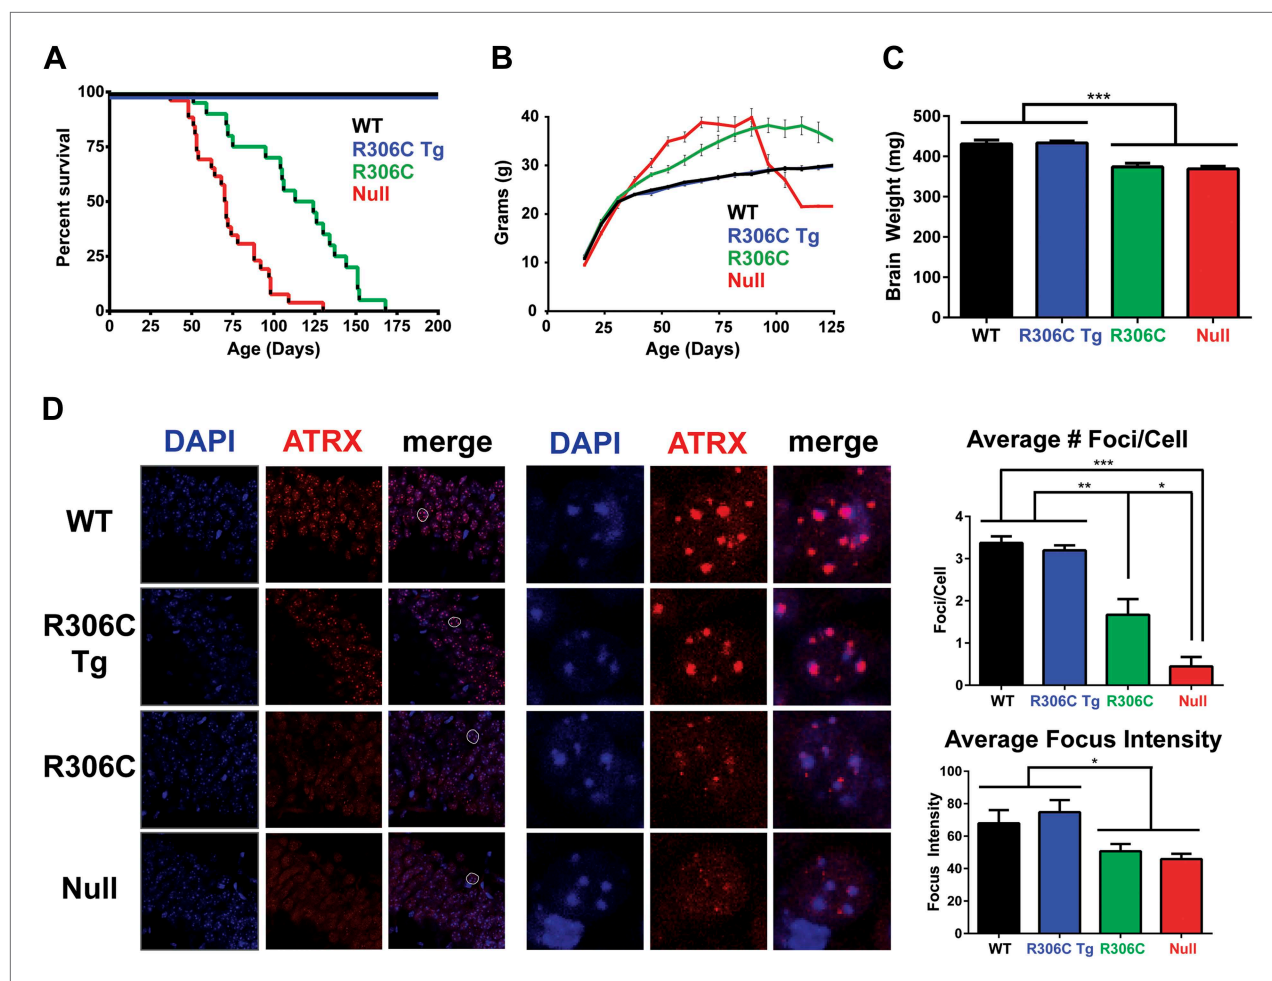 A
Percent survival
100
75
50
25
0
0 25 50 75 100 125 150 175 200
Age (Days)
WT
R306C Tg
R306C
Null
B
Grams (g)
40
30
20
10
0
0 25 50 75 100 125
Age (Days)
WT
R306C Tg
R306C
Null
C
***
Brain Weight (mg)
500
400
300
200
100
0
WT R306C Tg R306C Null
D
DAPI ATRX merge DAPI ATRX merge
WT
R306C
Tg
R306C
Null
Average # Foci/Cell
***
** *
Foci/Cell
4
3
2
1
0
WT R306C Tg R306C Null
Average Focus Intensity
*
Focus Intensity
100
80
60
40
20
0
WT R306C Tg R306C Null